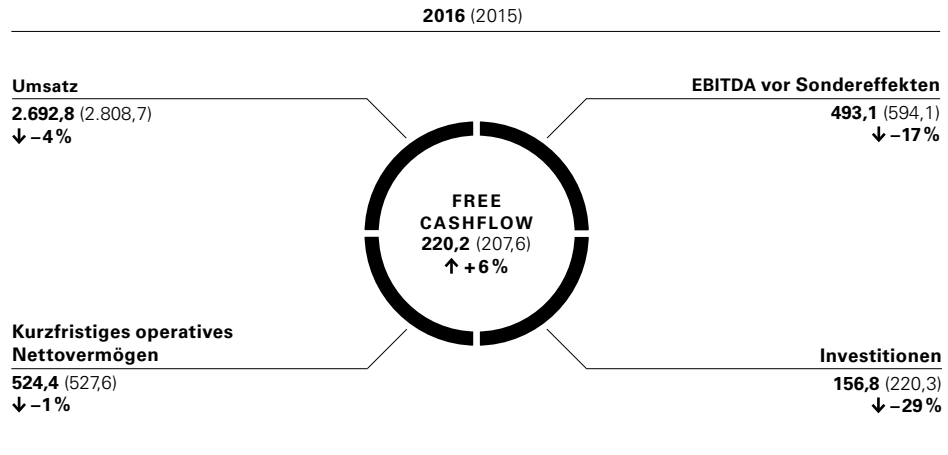 2016 (2015)
Umsatz
2.692,8 (2.808,7)
↓ –4 %
EBITDA vor Sondereffekten
493,1 (594,1)
↓ –17 %
FREE
CASHFLOW
220,2 (207,6)
↑ +6 %
Kurzfristiges operatives
Nettovermögen
524,4 (527,6)
↓ –1 %
Investitionen
156,8 (220,3)
↓ –29 %